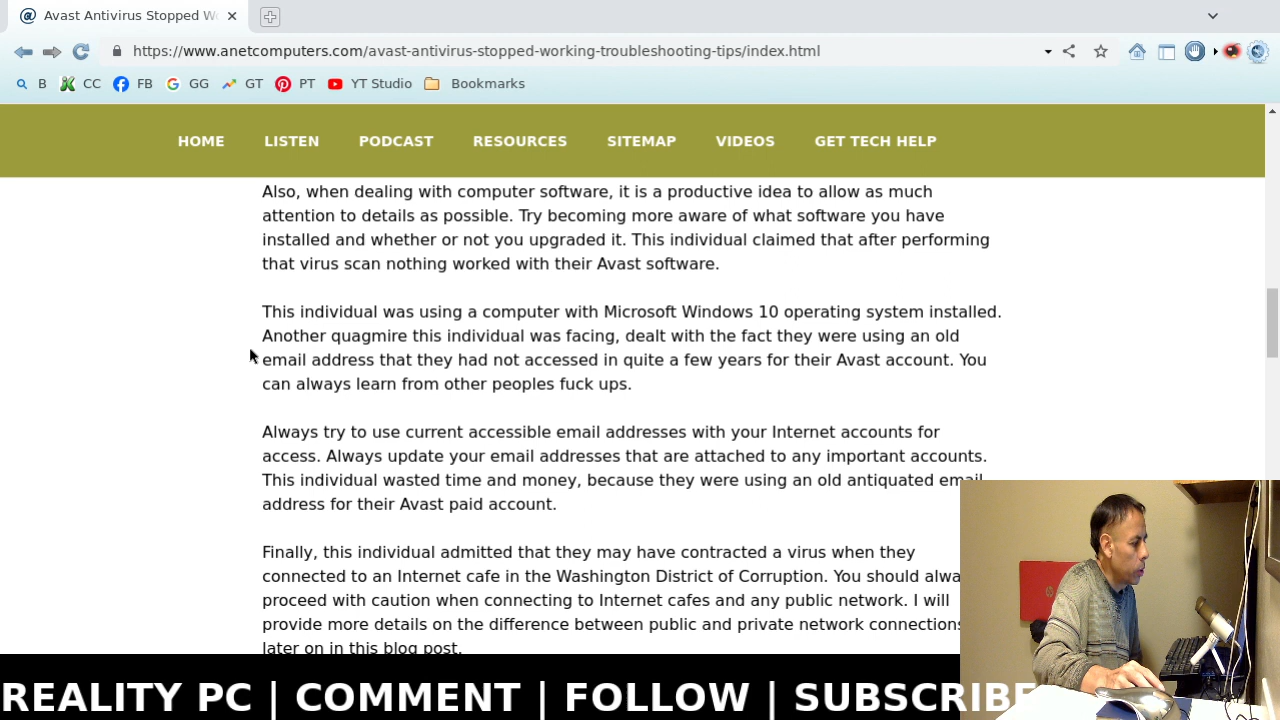 Avast Antivirus Stopped Wo
https://www.anetcomputers.com/avast-antivirus-stopped-working-troubleshooting-tips/index.html
B CC FB GG GT PT YT Studio Bookmarks
HOME LISTEN PODCAST RESOURCES SITEMAP VIDEOS GET TECH HELP
Also, when dealing with computer software, it is a productive idea to allow as much
attention to details as possible. Try becoming more aware of what software you have
installed and whether or not you upgraded it. This individual claimed that after performing
that virus scan nothing worked with their Avast software.
This individual was using a computer with Microsoft Windows 10 operating system installed.
Another quagmire this individual was facing, dealt with the fact they were using an old
email address that they had not accessed in quite a few years for their Avast account. You
can always learn from other peoples fuck ups.
Always try to use current accessible email addresses with your Internet accounts for
access. Always update your email addresses that are attached to any important accounts.
This individual wasted time and money, because they were using an old antiquated email
address for their Avast paid account.
Finally, this individual admitted that they may have contracted a virus when they
connected to an Internet cafe in the Washington District of Corruption. You should alwa
proceed with caution when connecting to Internet cafes and any public network. I will
provide more details on the difference between public and private network connections
later on in this blog post.
REALITY PC | COMMENT | FOLLOW | SUBSCRIBE